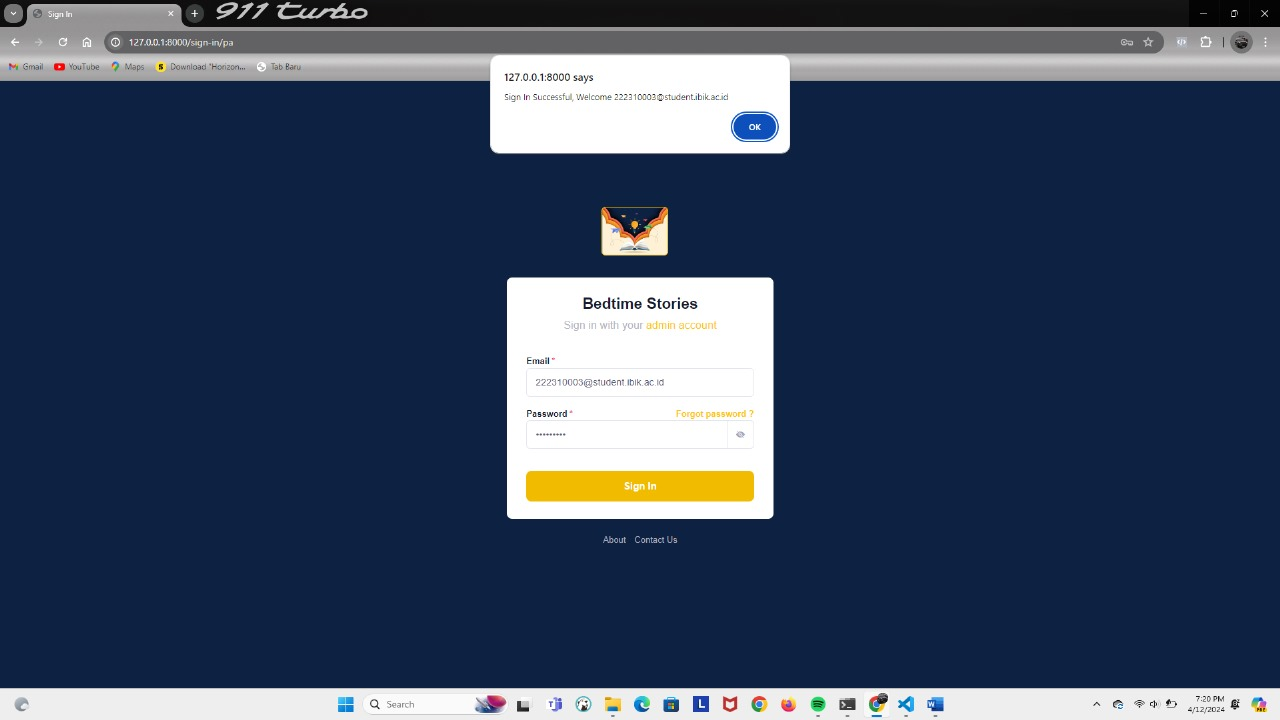 Sign In
911 turbo
127.0.0.1:8000/sign-in/pa
Gmail
YouTube
Maps
Download "Horizon...
Tab Baru
127.0.0.1:8000 says
Sign In Successful, Welcome 222310003@student.ibik.ac.id
OK
Bedtime Stories
Sign in with your admin account
Email *
222310003@student.ibik.ac.id
Password *
Forgot password ?
Sign In
About
Contact Us
Search
7:20 PM
4/12/2024